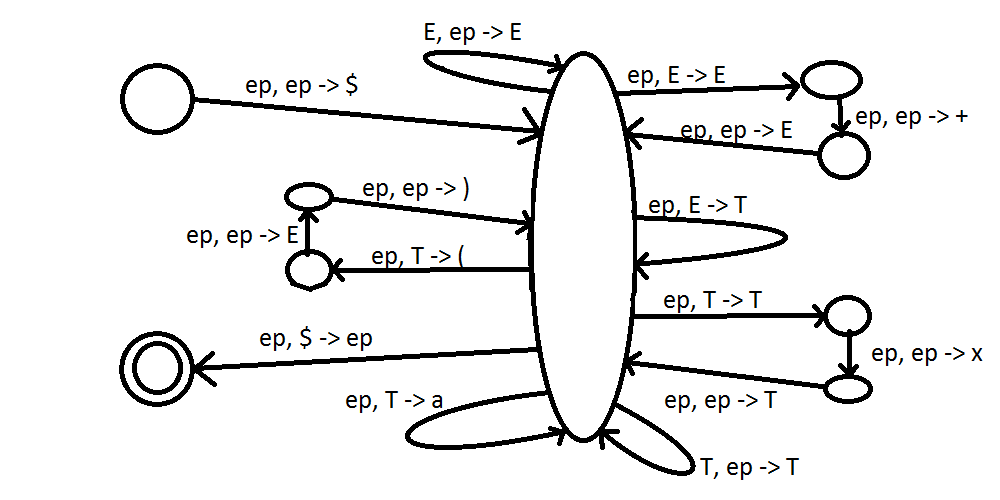 E, ep -> E
ep, ep -> $
ep, E -> E
ep, ep -> +
ep, ep -> E
ep, ep -> )
ep, E -> T
ep, ep -> E
ep, T -> (
ep, T -> T
ep, $ -> ep
ep, ep -> x
ep, T -> a
ep, ep -> T
T, ep -> T